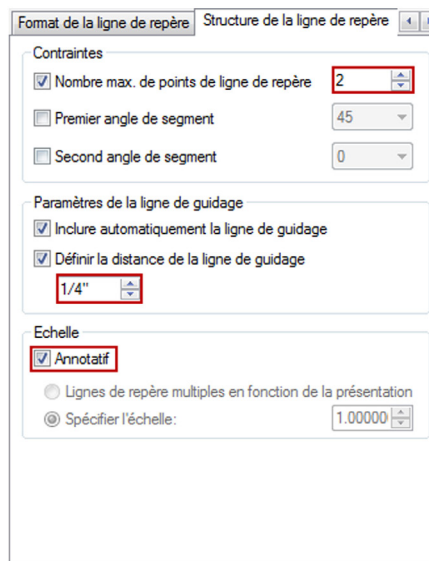 Format de la ligne de repère Structure de la ligne de repère
Contraintes
Nombre max. de points de ligne de repère 2
Premier angle de segment 45
Second angle de segment 0
Paramètres de la ligne de guidage
Inclure automatiquement la ligne de guidage
Définir la distance de la ligne de guidage
1/4"
Echelle
Annotatif
Lignes de repère multiples en fonction de la présentation
Spécifier l'échelle: 1.00000